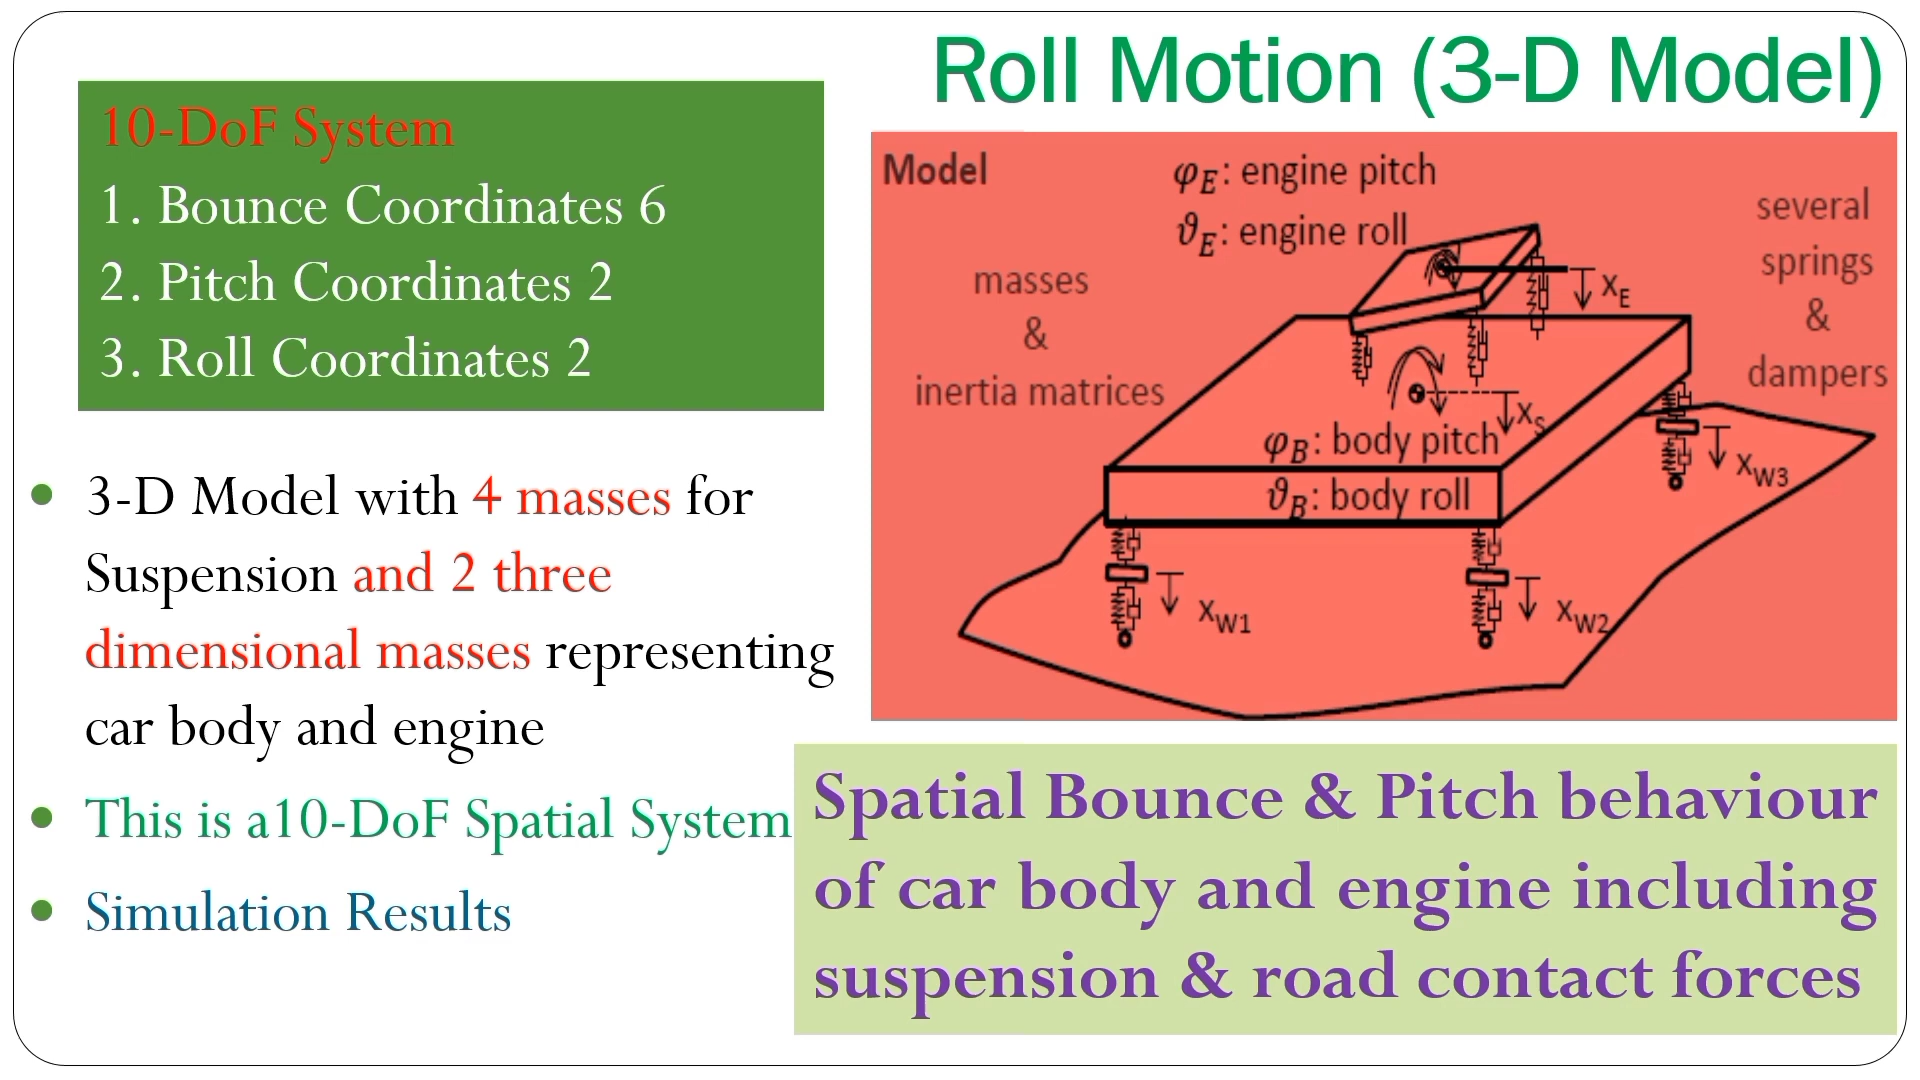 Roll Motion (3-D Model)
10-DoF System
1. Bounce Coordinates 6
2. Pitch Coordinates 2
3. Roll Coordinates 2
• 3-D Model with 4 masses for
Suspension and 2 three
dimensional masses representing
car body and engine
• This is a10-DoF Spatial System
• Simulation Results
Model
φE: engine pitch
ϑE: engine roll
masses
&
inertia matrices
several
springs
&
dampers
xE
xS
φB: body pitch
ϑB: body roll
xW3
xW1
xW2
Spatial Bounce & Pitch behaviour
of car body and engine including
suspension & road contact forces